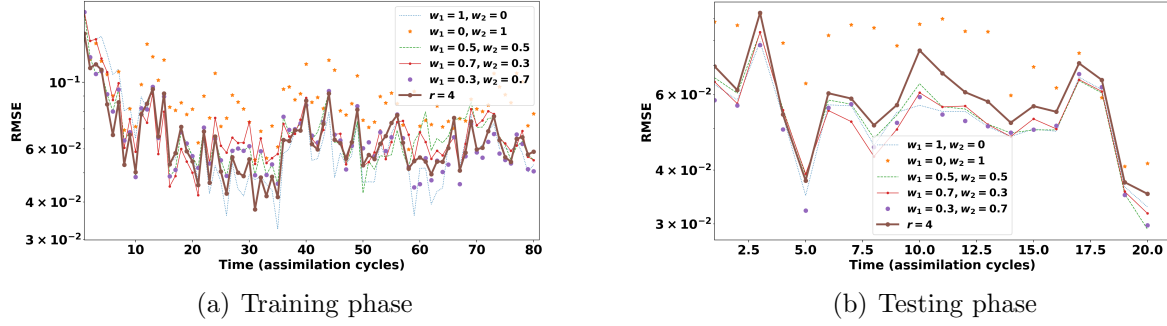 RMSE
10⁻¹
6 × 10⁻²
4 × 10⁻²
3 × 10⁻²
10 20 30 40 50 60 70 80
Time (assimilation cycles)
w₁ = 1, w₂ = 0
w₁ = 0, w₂ = 1
w₁ = 0.5, w₂ = 0.5
w₁ = 0.7, w₂ = 0.3
w₁ = 0.3, w₂ = 0.7
r = 4
(a) Training phase
RMSE
6 × 10⁻²
4 × 10⁻²
3 × 10⁻²
2.5 5.0 7.5 10.0 12.5 15.0 17.5 20.0
Time (assimilation cycles)
w₁ = 1, w₂ = 0
w₁ = 0, w₂ = 1
w₁ = 0.5, w₂ = 0.5
w₁ = 0.7, w₂ = 0.3
w₁ = 0.3, w₂ = 0.7
r = 4
(b) Testing phase